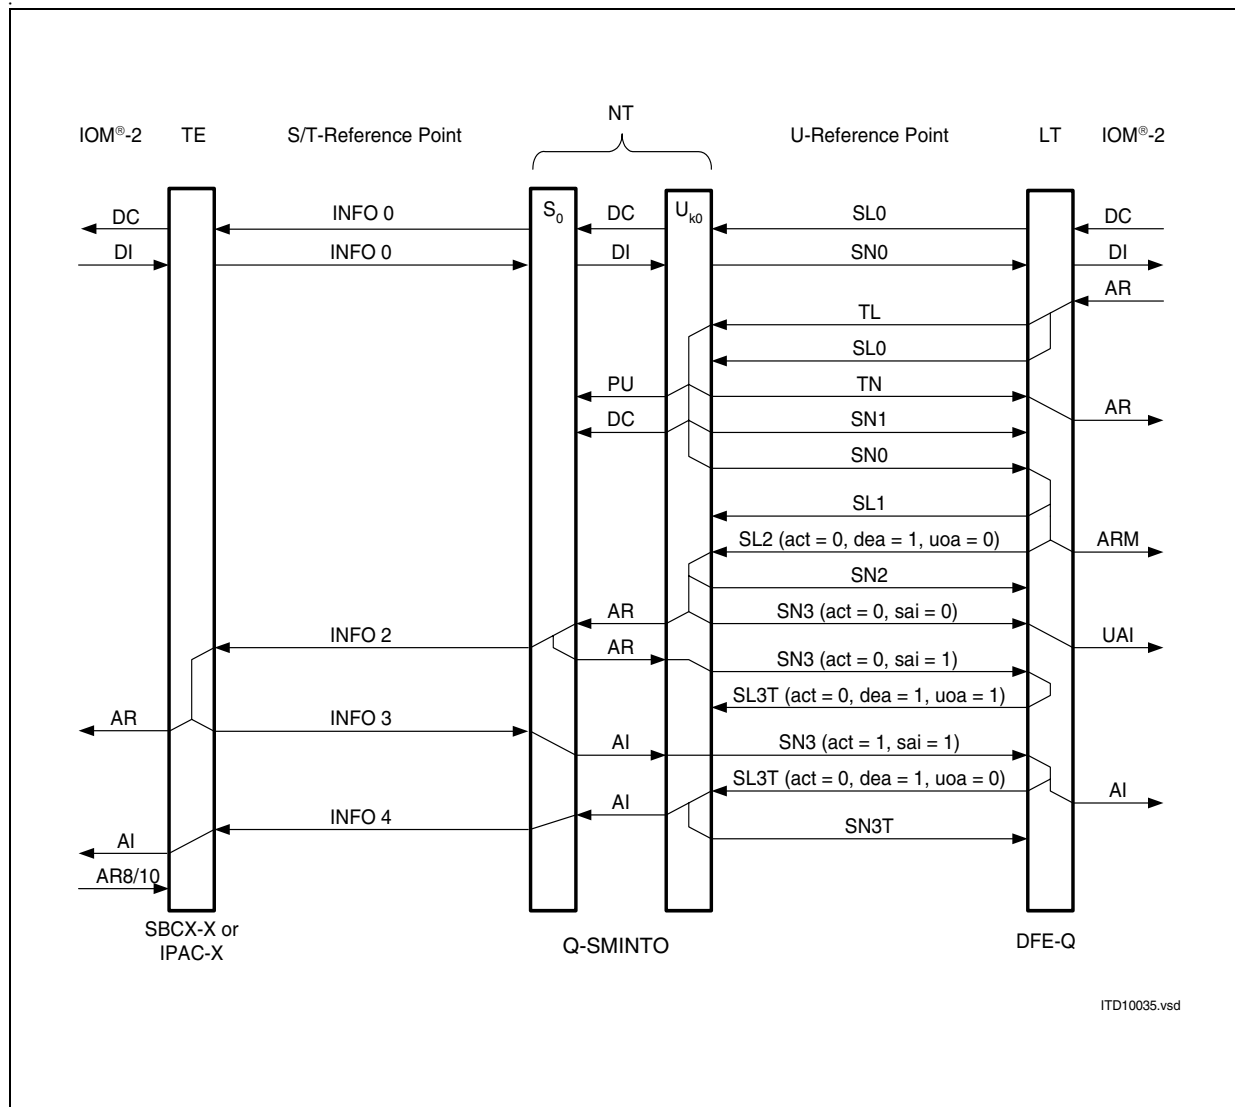 NT
IOM®-2 TE S/T-Reference Point U-Reference Point LT IOM®-2
S0 Uk0
DC INFO 0 DC SL0 DC
DI INFO 0 DI SN0 DI
AR
TL
SL0
PU TN
AR
DC SN1
SN0
SL1
SL2 (act = 0, dea = 1, uoa = 0) ARM
SN2
AR SN3 (act = 0, sai = 0)
INFO 2 UAI
AR SN3 (act = 0, sai = 1)
SL3T (act = 0, dea = 1, uoa = 1)
AR INFO 3
AI SN3 (act = 1, sai = 1)
SL3T (act = 0, dea = 1, uoa = 0)
AI
INFO 4 AI
SN3T
AI
AR8/10
SBCX-X or
IPAC-X
Q-SMINTO
DFE-Q
ITD10035.vsd